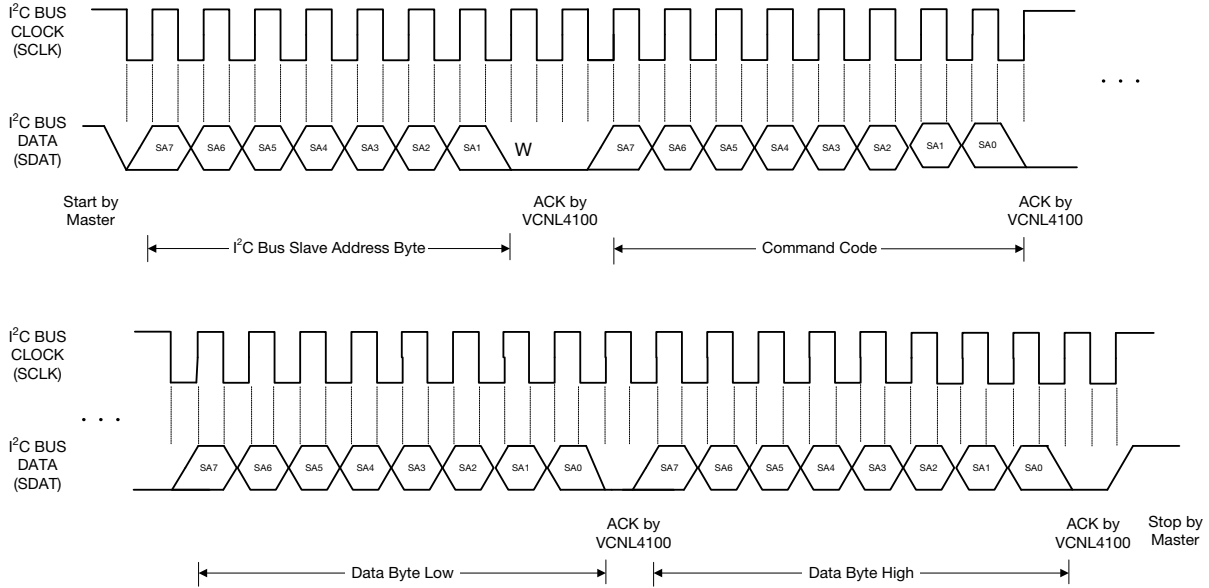 I²C BUS
CLOCK
(SCLK)
. . .
I²C BUS
DATA
(SDAT)
SA7 SA6 SA5 SA4 SA3 SA2 SA1 W SA7 SA6 SA5 SA4 SA3 SA2 SA1 SA0
Start by
Master
ACK by
VCNL4100
ACK by
VCNL4100
I²C Bus Slave Address Byte
Command Code
I²C BUS
CLOCK
(SCLK)
. . .
I²C BUS
DATA
(SDAT)
SA7 SA6 SA5 SA4 SA3 SA2 SA1 SA0 SA7 SA6 SA5 SA4 SA3 SA2 SA1 SA0
ACK by
VCNL4100
ACK by
VCNL4100
Stop by
Master
Data Byte Low
Data Byte High